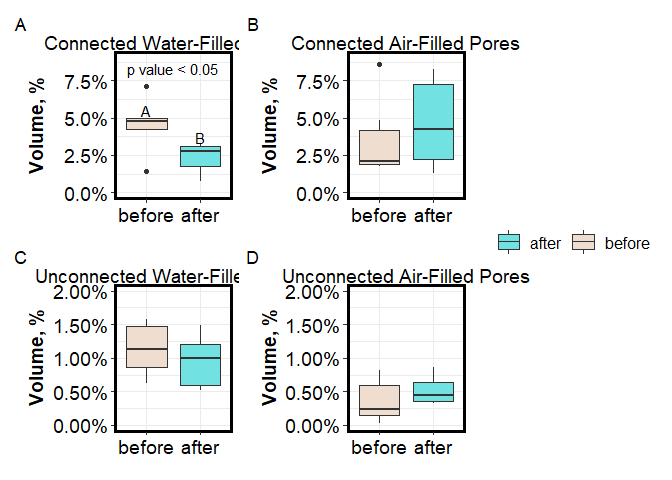 A
Connected Water-Filled
p value < 0.05
Volume, %
7.5%
5.0%
2.5%
0.0%
A
B
before after
B
Connected Air-Filled Pores
Volume, %
7.5%
5.0%
2.5%
0.0%
before after
after before
C
Unconnected Water-Fille
Volume, %
2.00%
1.50%
1.00%
0.50%
0.00%
before after
D
Unconnected Air-Filled Pores
Volume, %
2.00%
1.50%
1.00%
0.50%
0.00%
before after